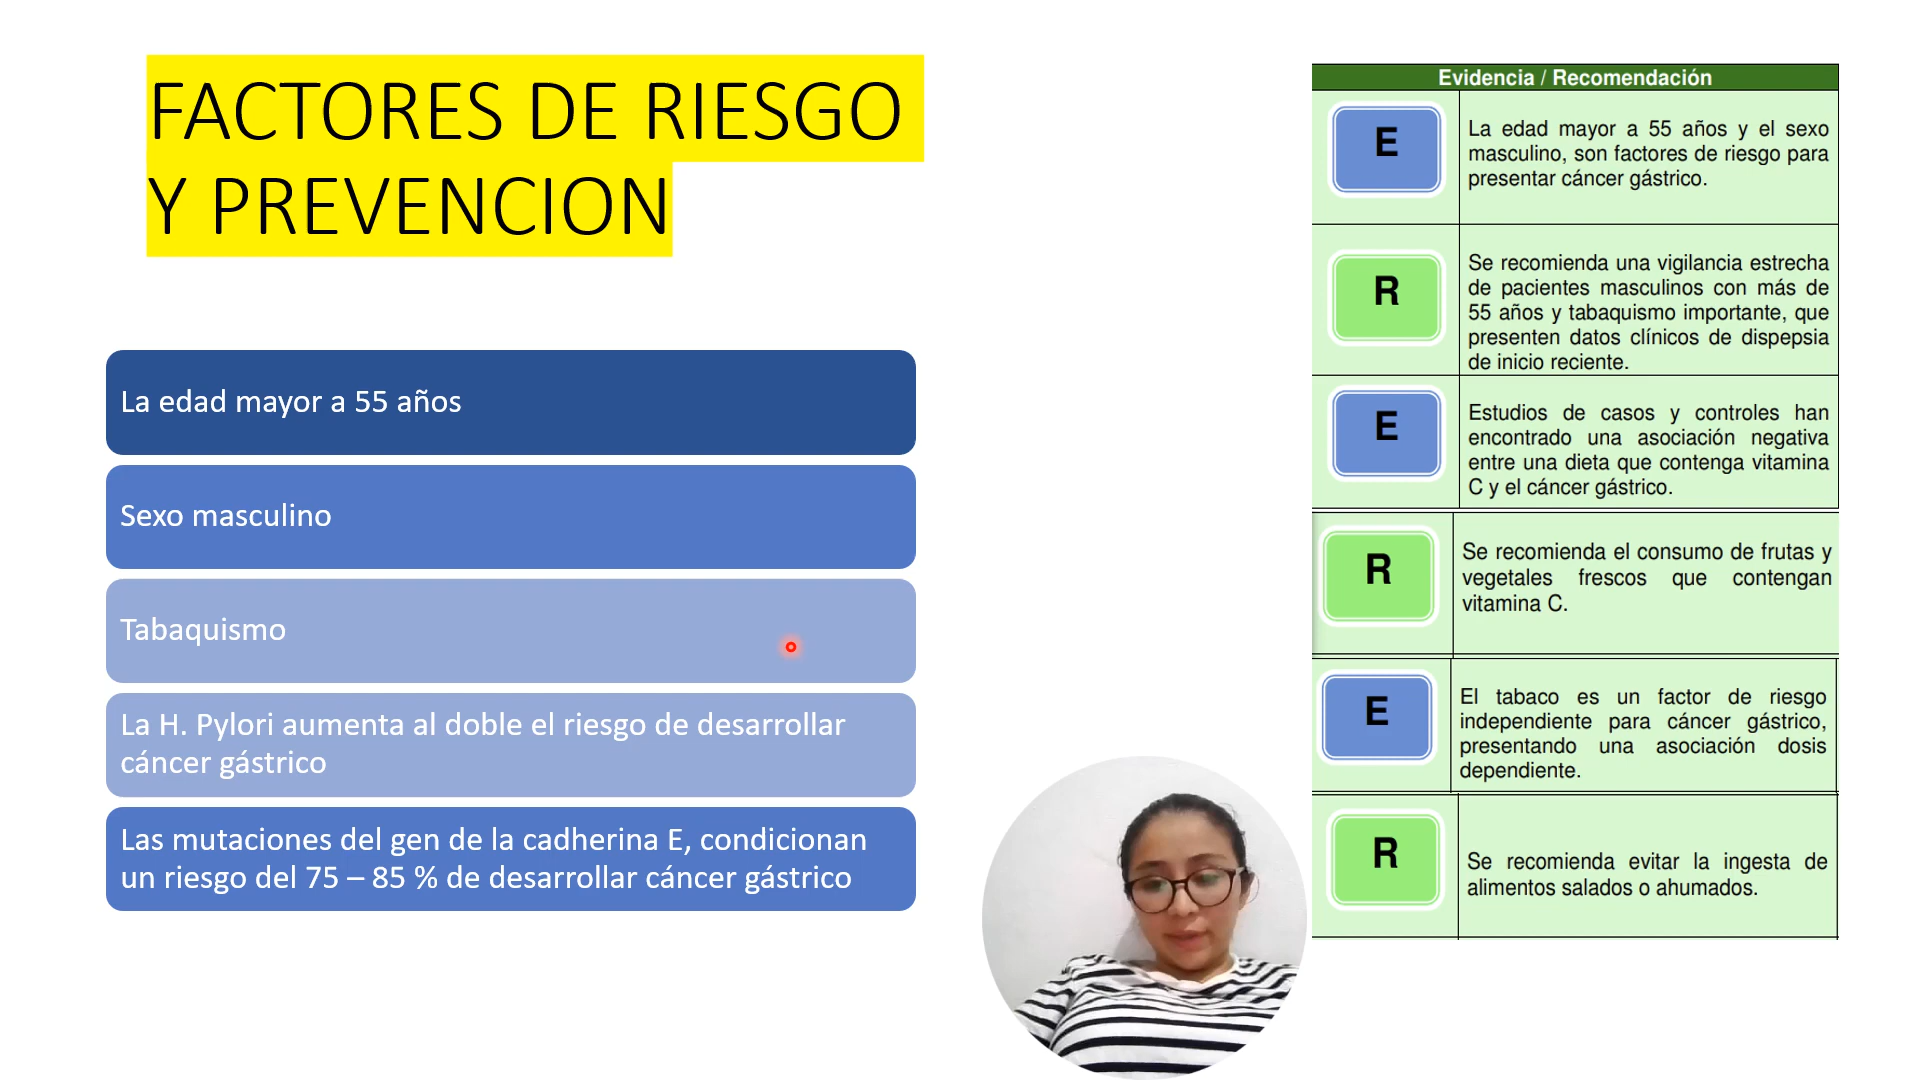 FACTORES DE RIESGO
Y PREVENCION
La edad mayor a 55 años
Sexo masculino
Tabaquismo
La H. Pylori aumenta al doble el riesgo de desarrollar
cáncer gástrico
Las mutaciones del gen de la cadherina E, condicionan
un riesgo del 75 – 85 % de desarrollar cáncer gástrico
Evidencia / Recomendación
E
La edad mayor a 55 años y el sexo
masculino, son factores de riesgo para
presentar cáncer gástrico.
R
Se recomienda una vigilancia estrecha
de pacientes masculinos con más de
55 años y tabaquismo importante, que
presenten datos clínicos de dispepsia
de inicio reciente.
E
Estudios de casos y controles han
encontrado una asociación negativa
entre una dieta que contenga vitamina
C y el cáncer gástrico.
R
Se recomienda el consumo de frutas y
vegetales frescos que contengan
vitamina C.
E
El tabaco es un factor de riesgo
independiente para cáncer gástrico,
presentando una asociación dosis
dependiente.
R
Se recomienda evitar la ingesta de
alimentos salados o ahumados.